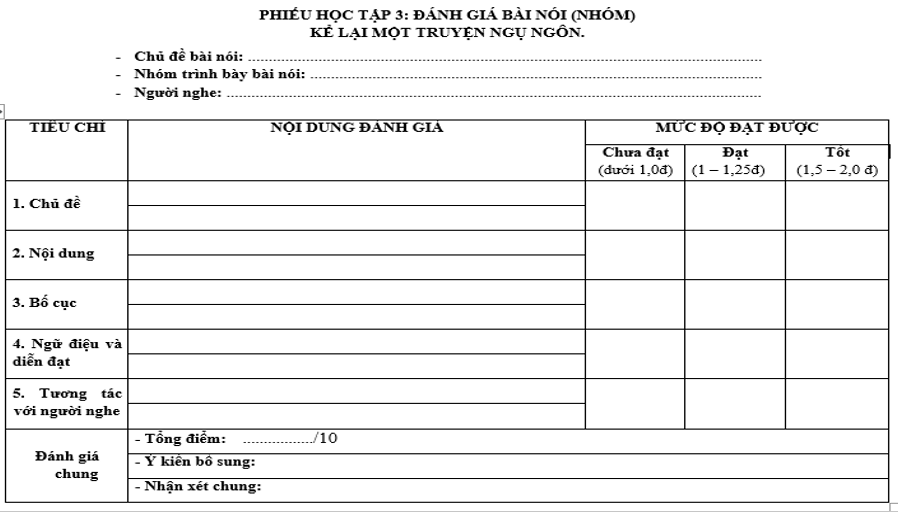 PHIẾU HỌC TẬP 3: ĐÁNH GIÁ BÀI NÓI (NHÓM)
KỂ LẠI MỘT TRUYỆN NGỤ NGÔN.
- Chủ đề bài nói: ..........................................................................................
- Nhóm trình bày bài nói: ..............................................................................
- Người nghe: ..............................................................................................
TIÊU CHÍ
NỘI DUNG ĐÁNH GIÁ
MỨC ĐỘ ĐẠT ĐƯỢC
Chưa đạt
(dưới 1,0đ)
Đạt
(1 – 1,25đ)
Tốt
(1,5 – 2,0 đ)
1. Chủ đề
2. Nội dung
3. Bố cục
4. Ngữ điệu và
diễn đạt
5. Tương tác
với người nghe
Đánh giá
chung
- Tổng điểm: ................./10
- Ý kiến bổ sung:
- Nhận xét chung: